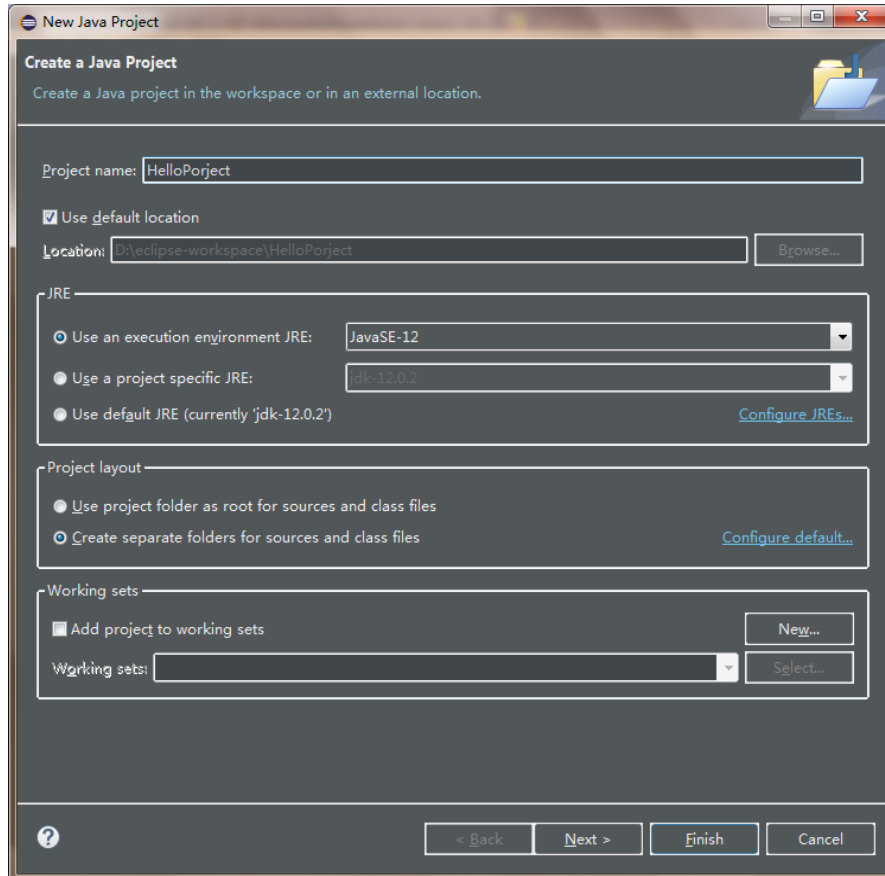 New Java Project
Create a Java Project
Create a Java project in the workspace or in an external location.
Project name: HelloPorject
Use default location
Location: D:\eclipse-workspace\HelloPorject Browse...
JRE
Use an execution environment JRE: JavaSE-12
Use a project specific JRE: jdk-12.0.2
Use default JRE (currently 'jdk-12.0.2') Configure JREs...
Project layout
Use project folder as root for sources and class files
Create separate folders for sources and class files Configure default...
Working sets
Add project to working sets New...
Working sets: Select...
? < Back Next > Finish Cancel